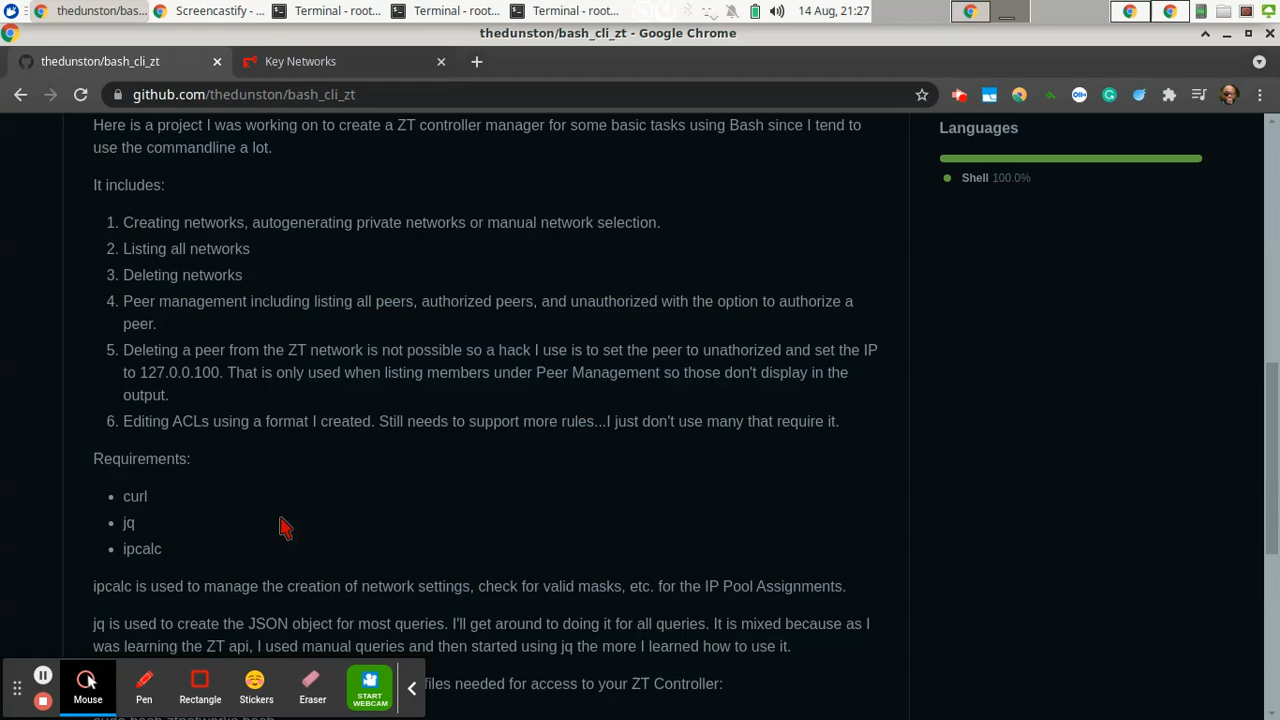 thedunston/bas...
Screencastify - ...
Terminal - root...
Terminal - root...
Terminal - root...
14 Aug, 21:27
thedunston/bash_cli_zt - Google Chrome
thedunston/bash_cli_zt
Key Networks
github.com/thedunston/bash_cli_zt
Here is a project I was working on to create a ZT controller manager for some basic tasks using Bash since I tend to
use the commandline a lot.
It includes:
1. Creating networks, autogenerating private networks or manual network selection.
2. Listing all networks
3. Deleting networks
4. Peer management including listing all peers, authorized peers, and unauthorized with the option to authorize a
peer.
5. Deleting a peer from the ZT network is not possible so a hack I use is to set the peer to unathorized and set the IP
to 127.0.0.100. That is only used when listing members under Peer Management so those don't display in the
output.
6. Editing ACLs using a format I created. Still needs to support more rules...I just don't use many that require it.
Requirements:
• curl
• jq
• ipcalc
ipcalc is used to manage the creation of network settings, check for valid masks, etc. for the IP Pool Assignments.
jq is used to create the JSON object for most queries. I'll get around to doing it for all queries. It is mixed because as I
was learning the ZT api, I used manual queries and then started using jq the more I learned how to use it.
files needed for access to your ZT Controller:
Languages
Shell 100.0%
Mouse
Pen
Rectangle
Stickers
Eraser
START
WEBCAM